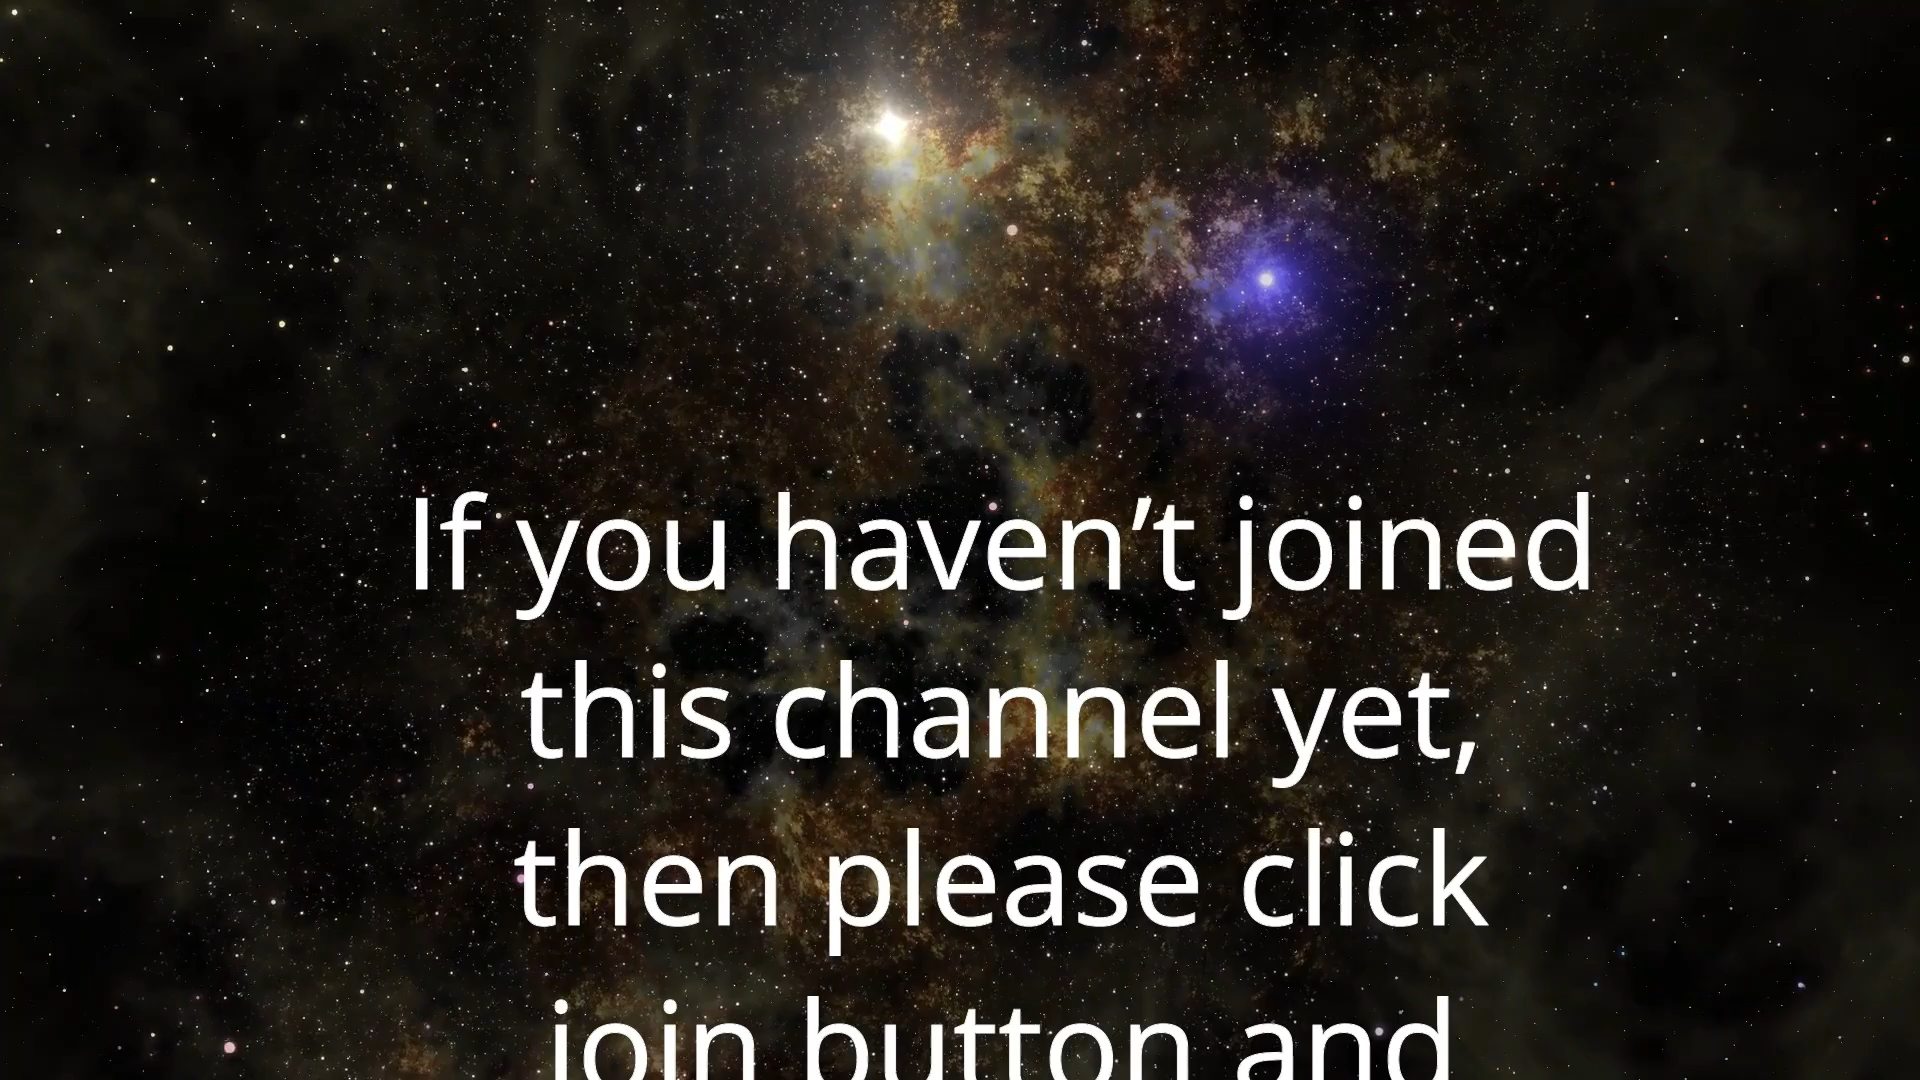 If you haven’t joined
this channel yet,
then please click
join button and